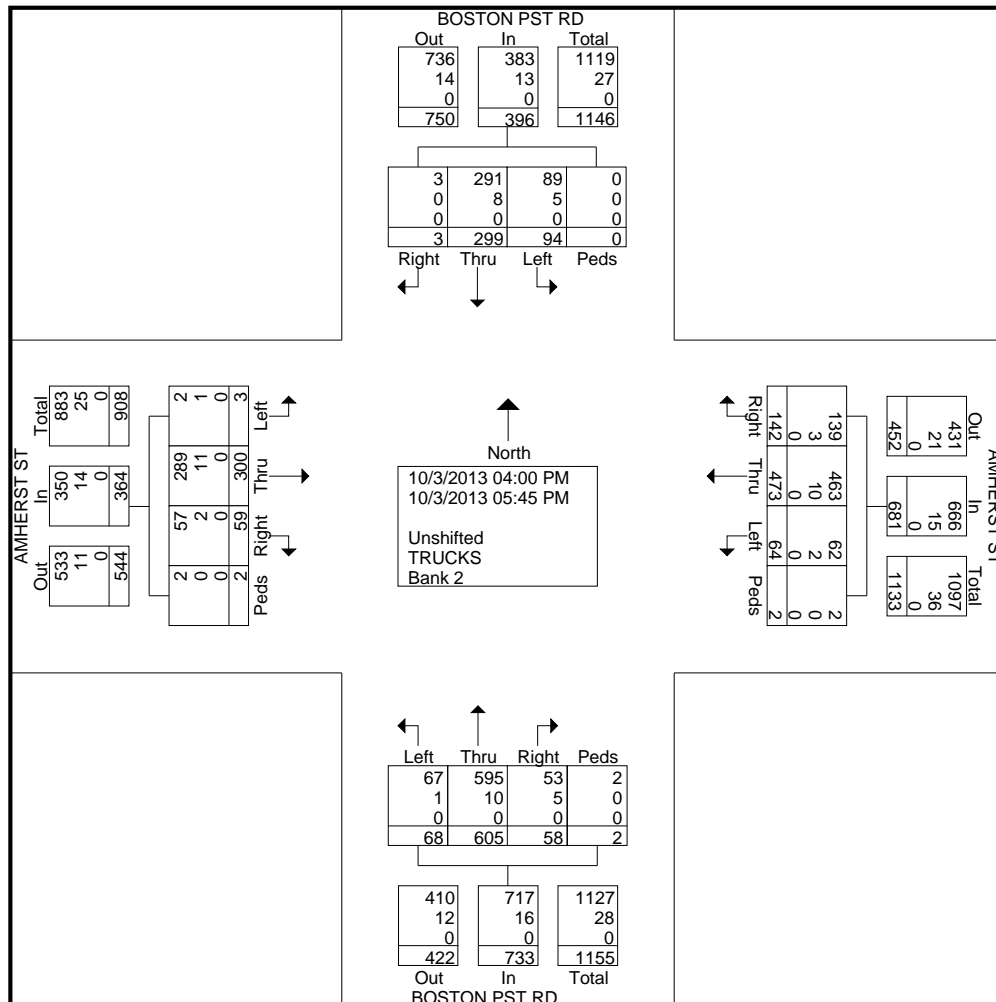 BOSTON PST RD
Out In Total
736 383 1119
14 13 27
0 0 0
750 396 1146
3 291 89 0
0 8 5 0
0 0 0 0
3 299 94 0
Right Thru Left Peds
AMHERST ST
Total
883
25
0
908
In
350
14
0
364
Out
533
11
0
544
2
1
0
3
Left
289
11
0
300
Thru
57
2
0
59
Right
2
0
0
2
Peds
North
10/3/2013 04:00 PM
10/3/2013 05:45 PM
Unshifted
TRUCKS
Bank 2
Right
139
3
0
142
Thru
463
10
0
473
Left
62
2
0
64
Peds
2
0
0
2
AMHERST ST
Out
431
21
0
452
In
666
15
0
681
Total
1097
36
0
1133
Left Thru Right Peds
67 595 53 2
1 10 5 0
0 0 0 0
68 605 58 2
410 717 1127
12 16 28
0 0 0
422 733 1155
Out In Total
BOSTON PST RD